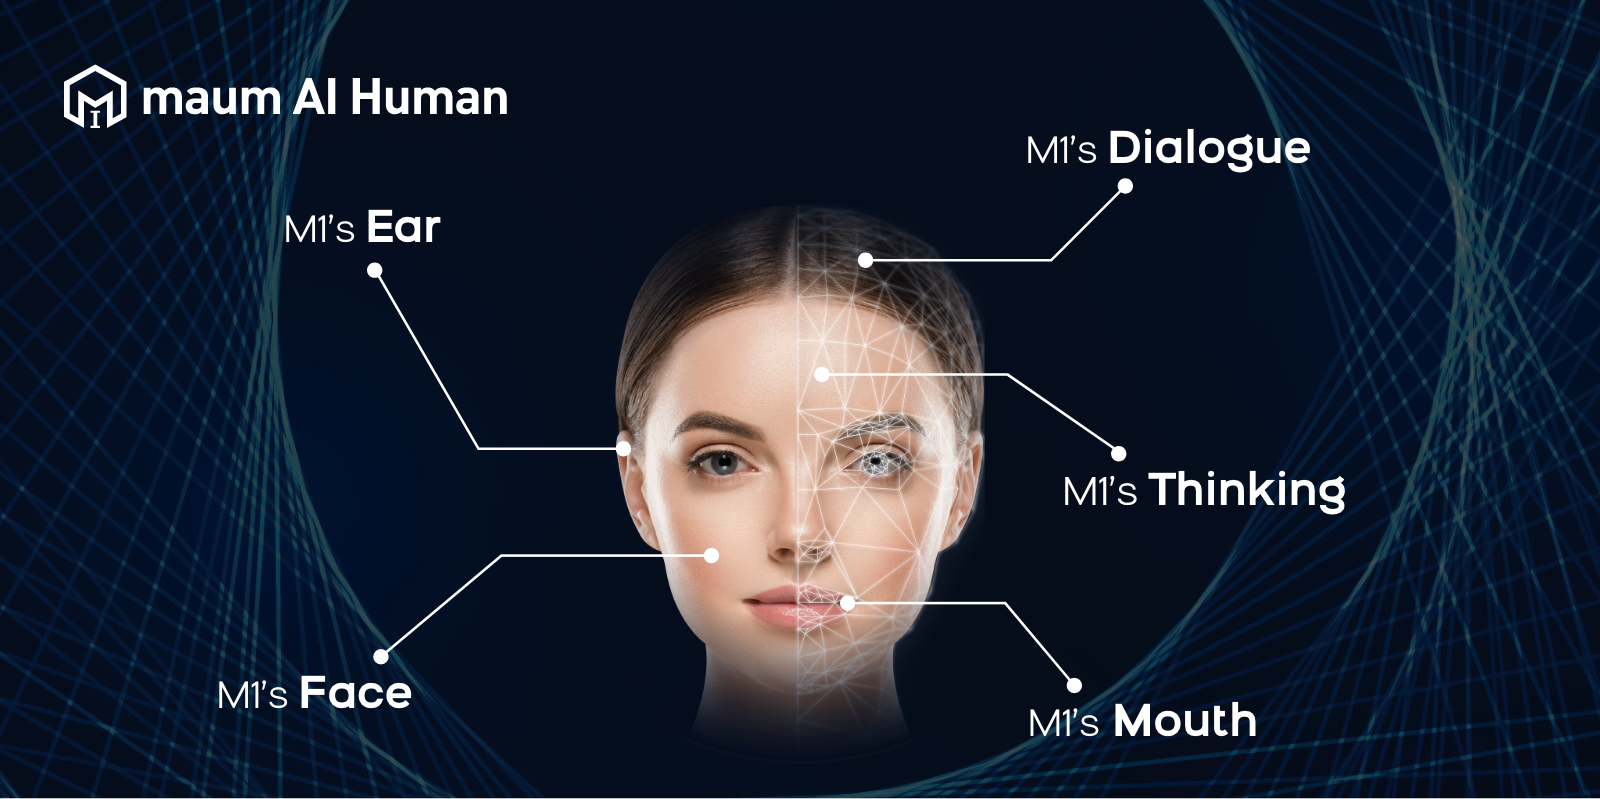 maum AI Human
M1's Dialogue
M1's Ear
M1's Thinking
M1's Face
M1's Mouth